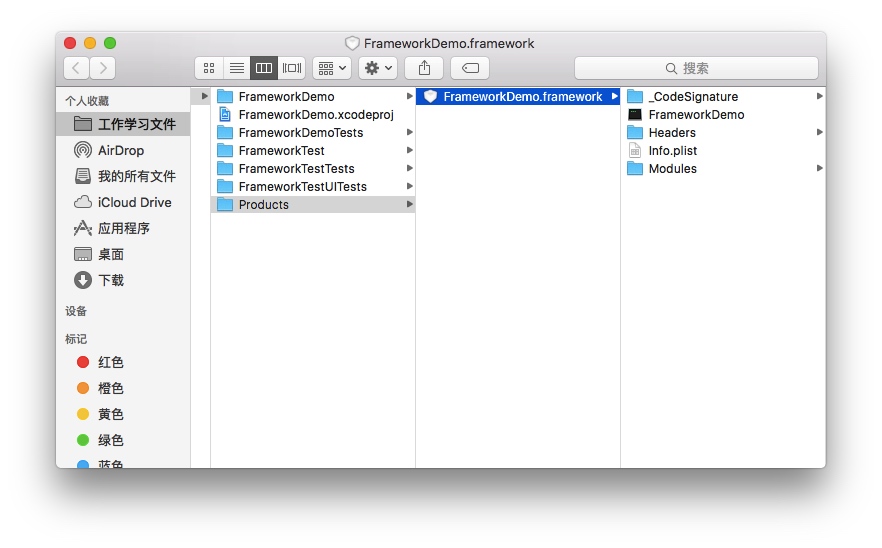 FrameworkDemo.framework
搜索
个人收藏
工作学习文件
AirDrop
我的所有文件
iCloud Drive
应用程序
桌面
下载
设备
标记
红色
橙色
黄色
绿色
蓝色
FrameworkDemo
FrameworkDemo.xcodeproj
FrameworkDemoTests
FrameworkTest
FrameworkTestTests
FrameworkTestUITests
Products
FrameworkDemo.framework
_CodeSignature
FrameworkDemo
Headers
Info.plist
Modules